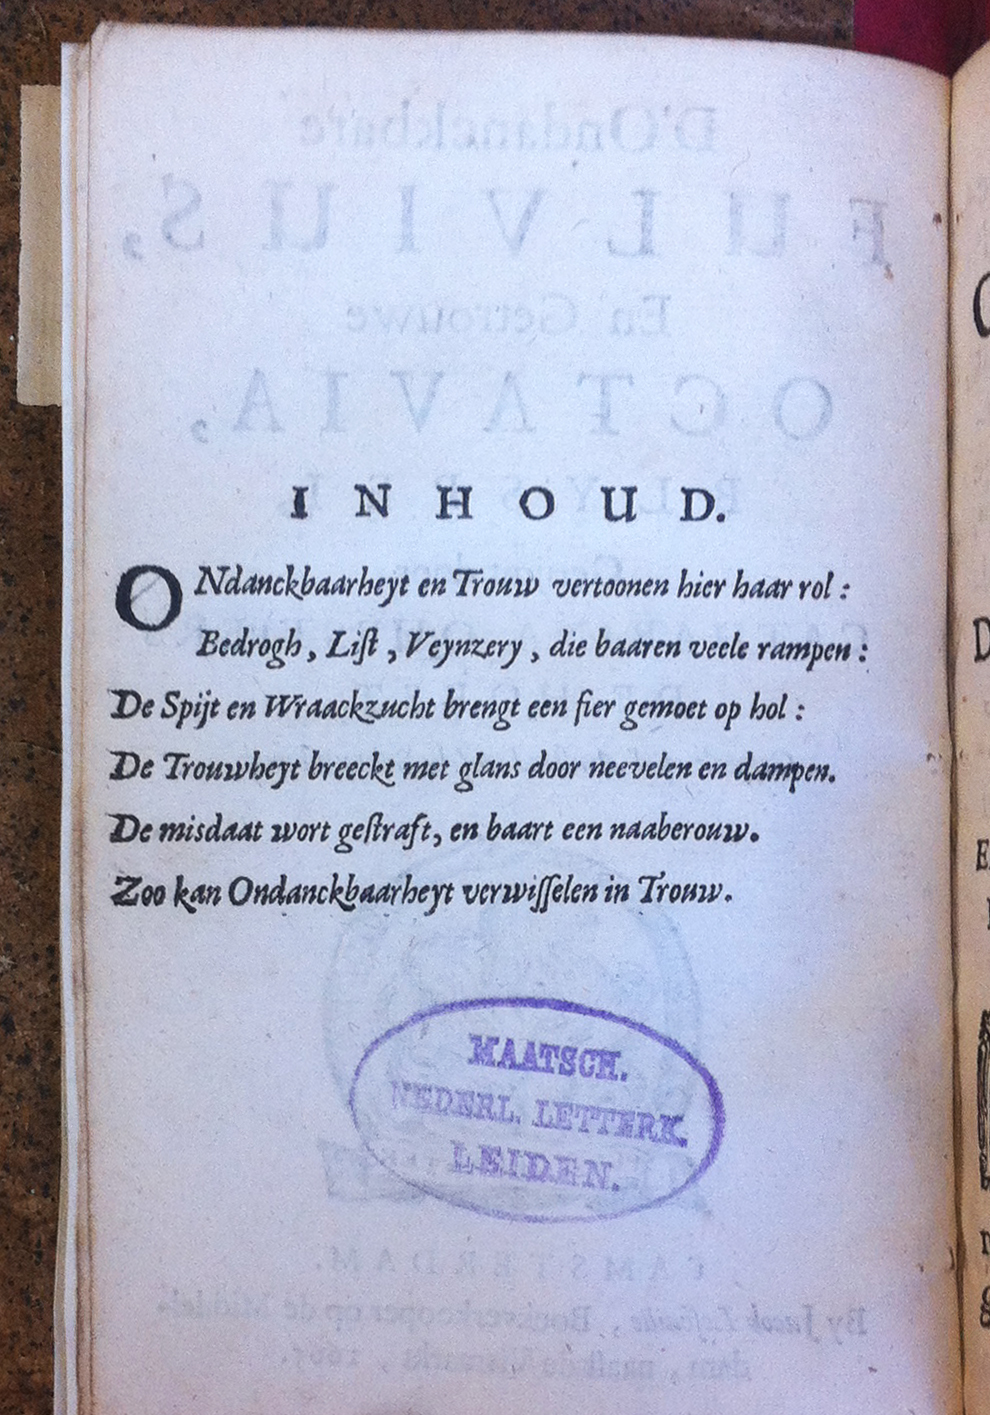 INHOUD.
ONdanckbaarheyt en Trouw vertoonen hier haar rol :
Bedrogh , Liſt , Veynzery , die baaren veele rampen :
De Spijt en Wraackzucht brengt een fier gemoet op hol :
De Trouwheyt breeckt met glans door neevelen en dampen.
De misdaat wort geſtraft, en baart een naaberouw.
Zoo kan Ondanckbaarheyt verwiſſelen in Trouw.
MAATSCH.
NEDERL. LETTERK.
LEIDEN.